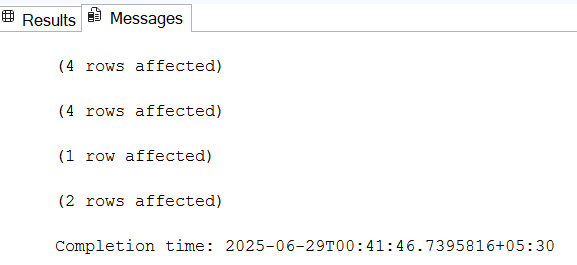 Results Messages
(4 rows affected)
(4 rows affected)
(1 row affected)
(2 rows affected)
Completion time: 2025-06-29T00:41:46.7395816+05:30